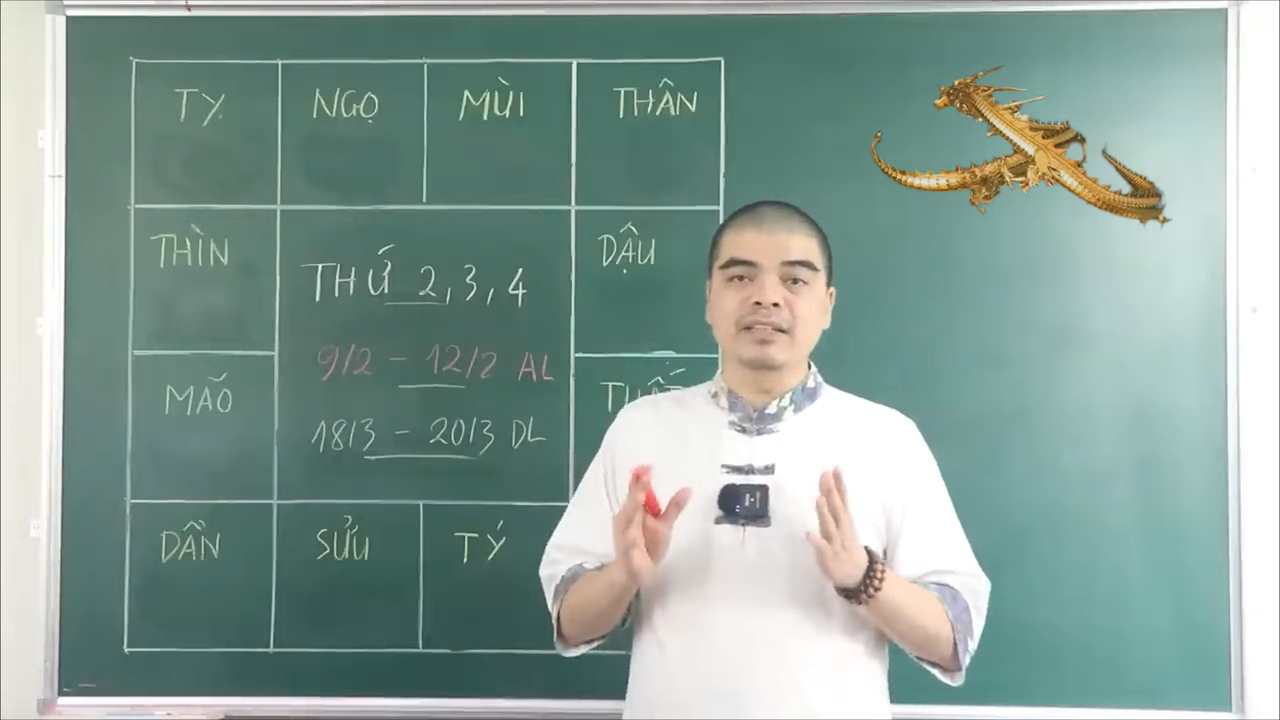 TỴ NGỌ MÙI THÂN
THÌN DẬU
THỨ 2, 3, 4
9/2 - 12/2 AL
MÃO
18/3 - 20/3 DL
DẦN SỬU TÝ